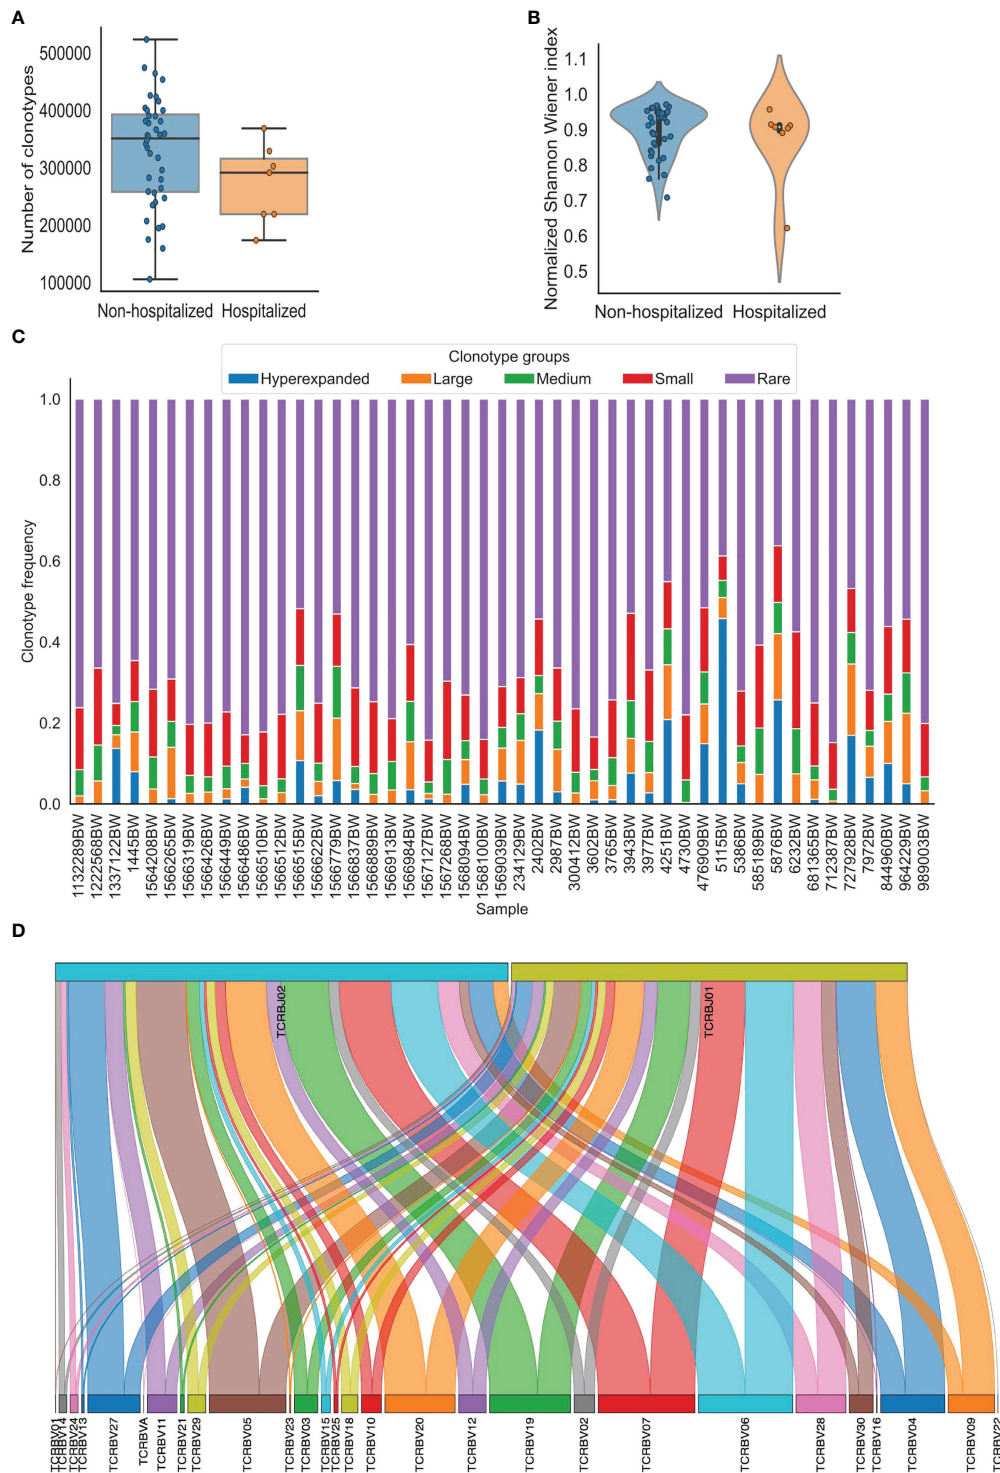 A
Number of clonotypes
500000
400000
300000
200000
100000
Non-hospitalized
Hospitalized
B
Normalized Shannon Wiener index
1.1
1.0
0.9
0.8
0.7
0.6
0.5
Non-hospitalized
Hospitalized
C
Clonotype groups
Hyperexpanded
Large
Medium
Small
Rare
Clonotype frequency
1.0
0.8
0.6
0.4
0.2
0.0
1132289BW
1222568BW
1337122BW
1445BW
1564208BW
1566265BW
1566319BW
1566426BW
1566449BW
1566486BW
1566510BW
1566512BW
1566515BW
1566622BW
1566779BW
1566837BW
1566889BW
1566913BW
1566984BW
1567127BW
1567268BW
1568094BW
1568100BW
1569039BW
234129BW
2402BW
2987BW
300412BW
3602BW
3765BW
3943BW
3977BW
4251BW
4730BW
476909BW
5115BW
5386BW
585189BW
5876BW
6232BW
681365BW
712387BW
727928BW
7972BW
844960BW
964229BW
989003BW
Sample
D
TCRBJ02
TCRBJ01
TCRBV01
TCRBV14
TCRBV24
TCRBV13
TCRBV27
TCRBVA
TCRBV11
TCRBV21
TCRBV29
TCRBV05
TCRBV23
TCRBV03
TCRBV15
TCRBV25
TCRBV18
TCRBV10
TCRBV20
TCRBV12
TCRBV19
TCRBV02
TCRBV07
TCRBV06
TCRBV28
TCRBV30
TCRBV16
TCRBV04
TCRBV09
TCRBV22